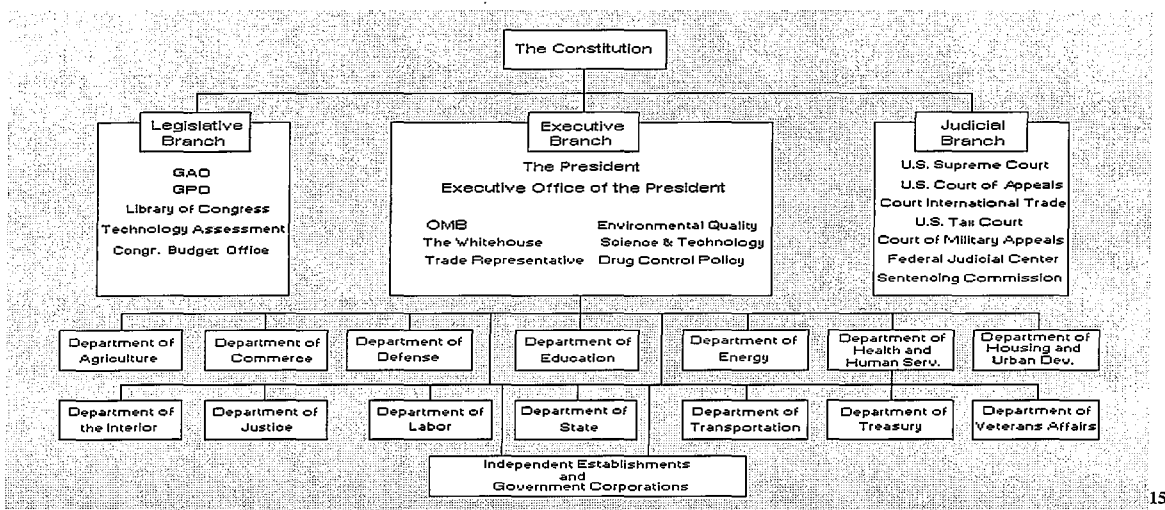 The Constitution
Legislative
Branch
GAO
GPO
Library of Congress
Technology Assessment
Congr. Budget Office
Executive
Branch
The President
Executive Office of the President
OMB
The Whitehouse
Trade Representative
Environmental Quality
Science & Technology
Drug Control Policy
Judicial
Branch
U.S. Supreme Court
U.S. Court of Appeals
Court International Trade
U.S. Tax Court
Court of Military Appeals
Federal Judicial Center
Sentencing Commission
Department of
Agriculture
Department of
Commerce
Department of
Defense
Department of
Education
Department of
Energy
Department of
Health and
Human Serv.
Department of
Housing and
Urban Dev.
Department of
the Interior
Department of
Justice
Department of
Labor
Department of
State
Department of
Transportation
Department of
Treasury
Department of
Veterans Affairs
Independent Establishments
and
Government Corporations
15